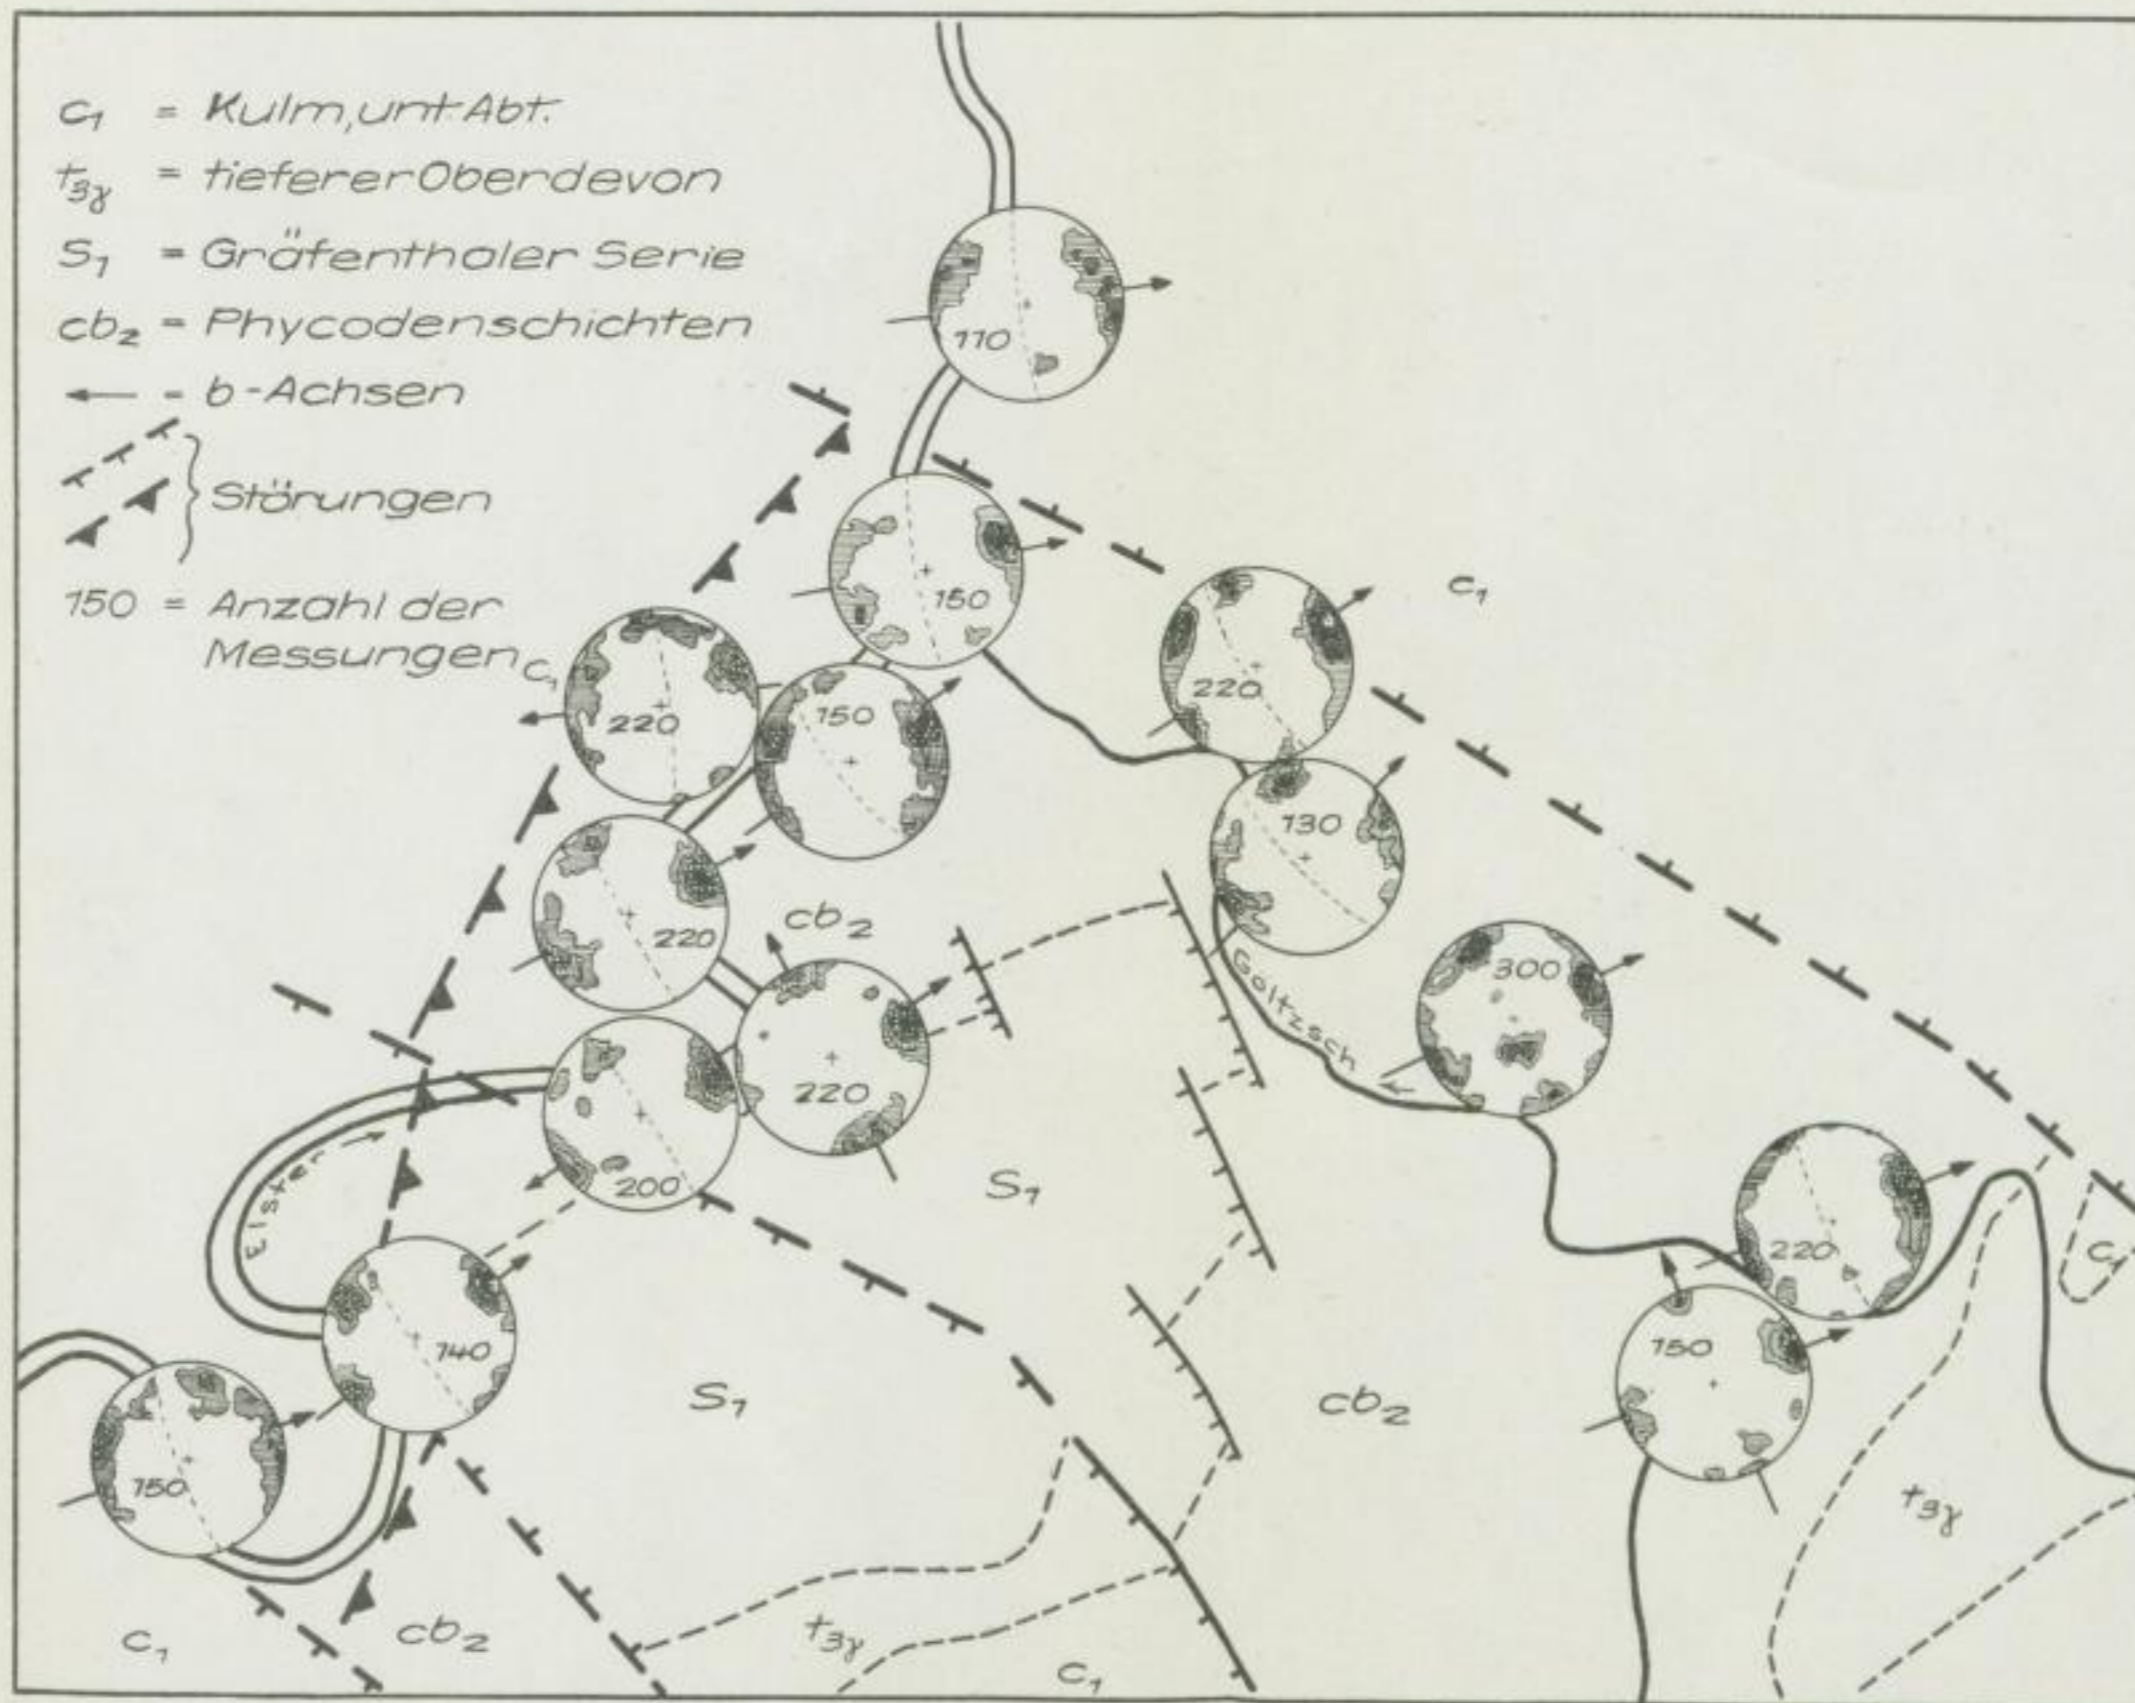 c₁ = Kulm, unt. Abt.
t₃γ = tieferer Oberdevon
S₁ = Gräfenthaler Serie
cb₂ = Phycodenschichten
= b-Achsen
Störungen
150 = Anzahl der
Messungen
110
150
c₁
220
c₁
220
150
130
cb₂
220
300
Goltzsch
220
S₁
200
Elster
220
c₁
140
150
S₁
cb₂
150
t₃γ
c₁
cb₂
t₃γ
c₁